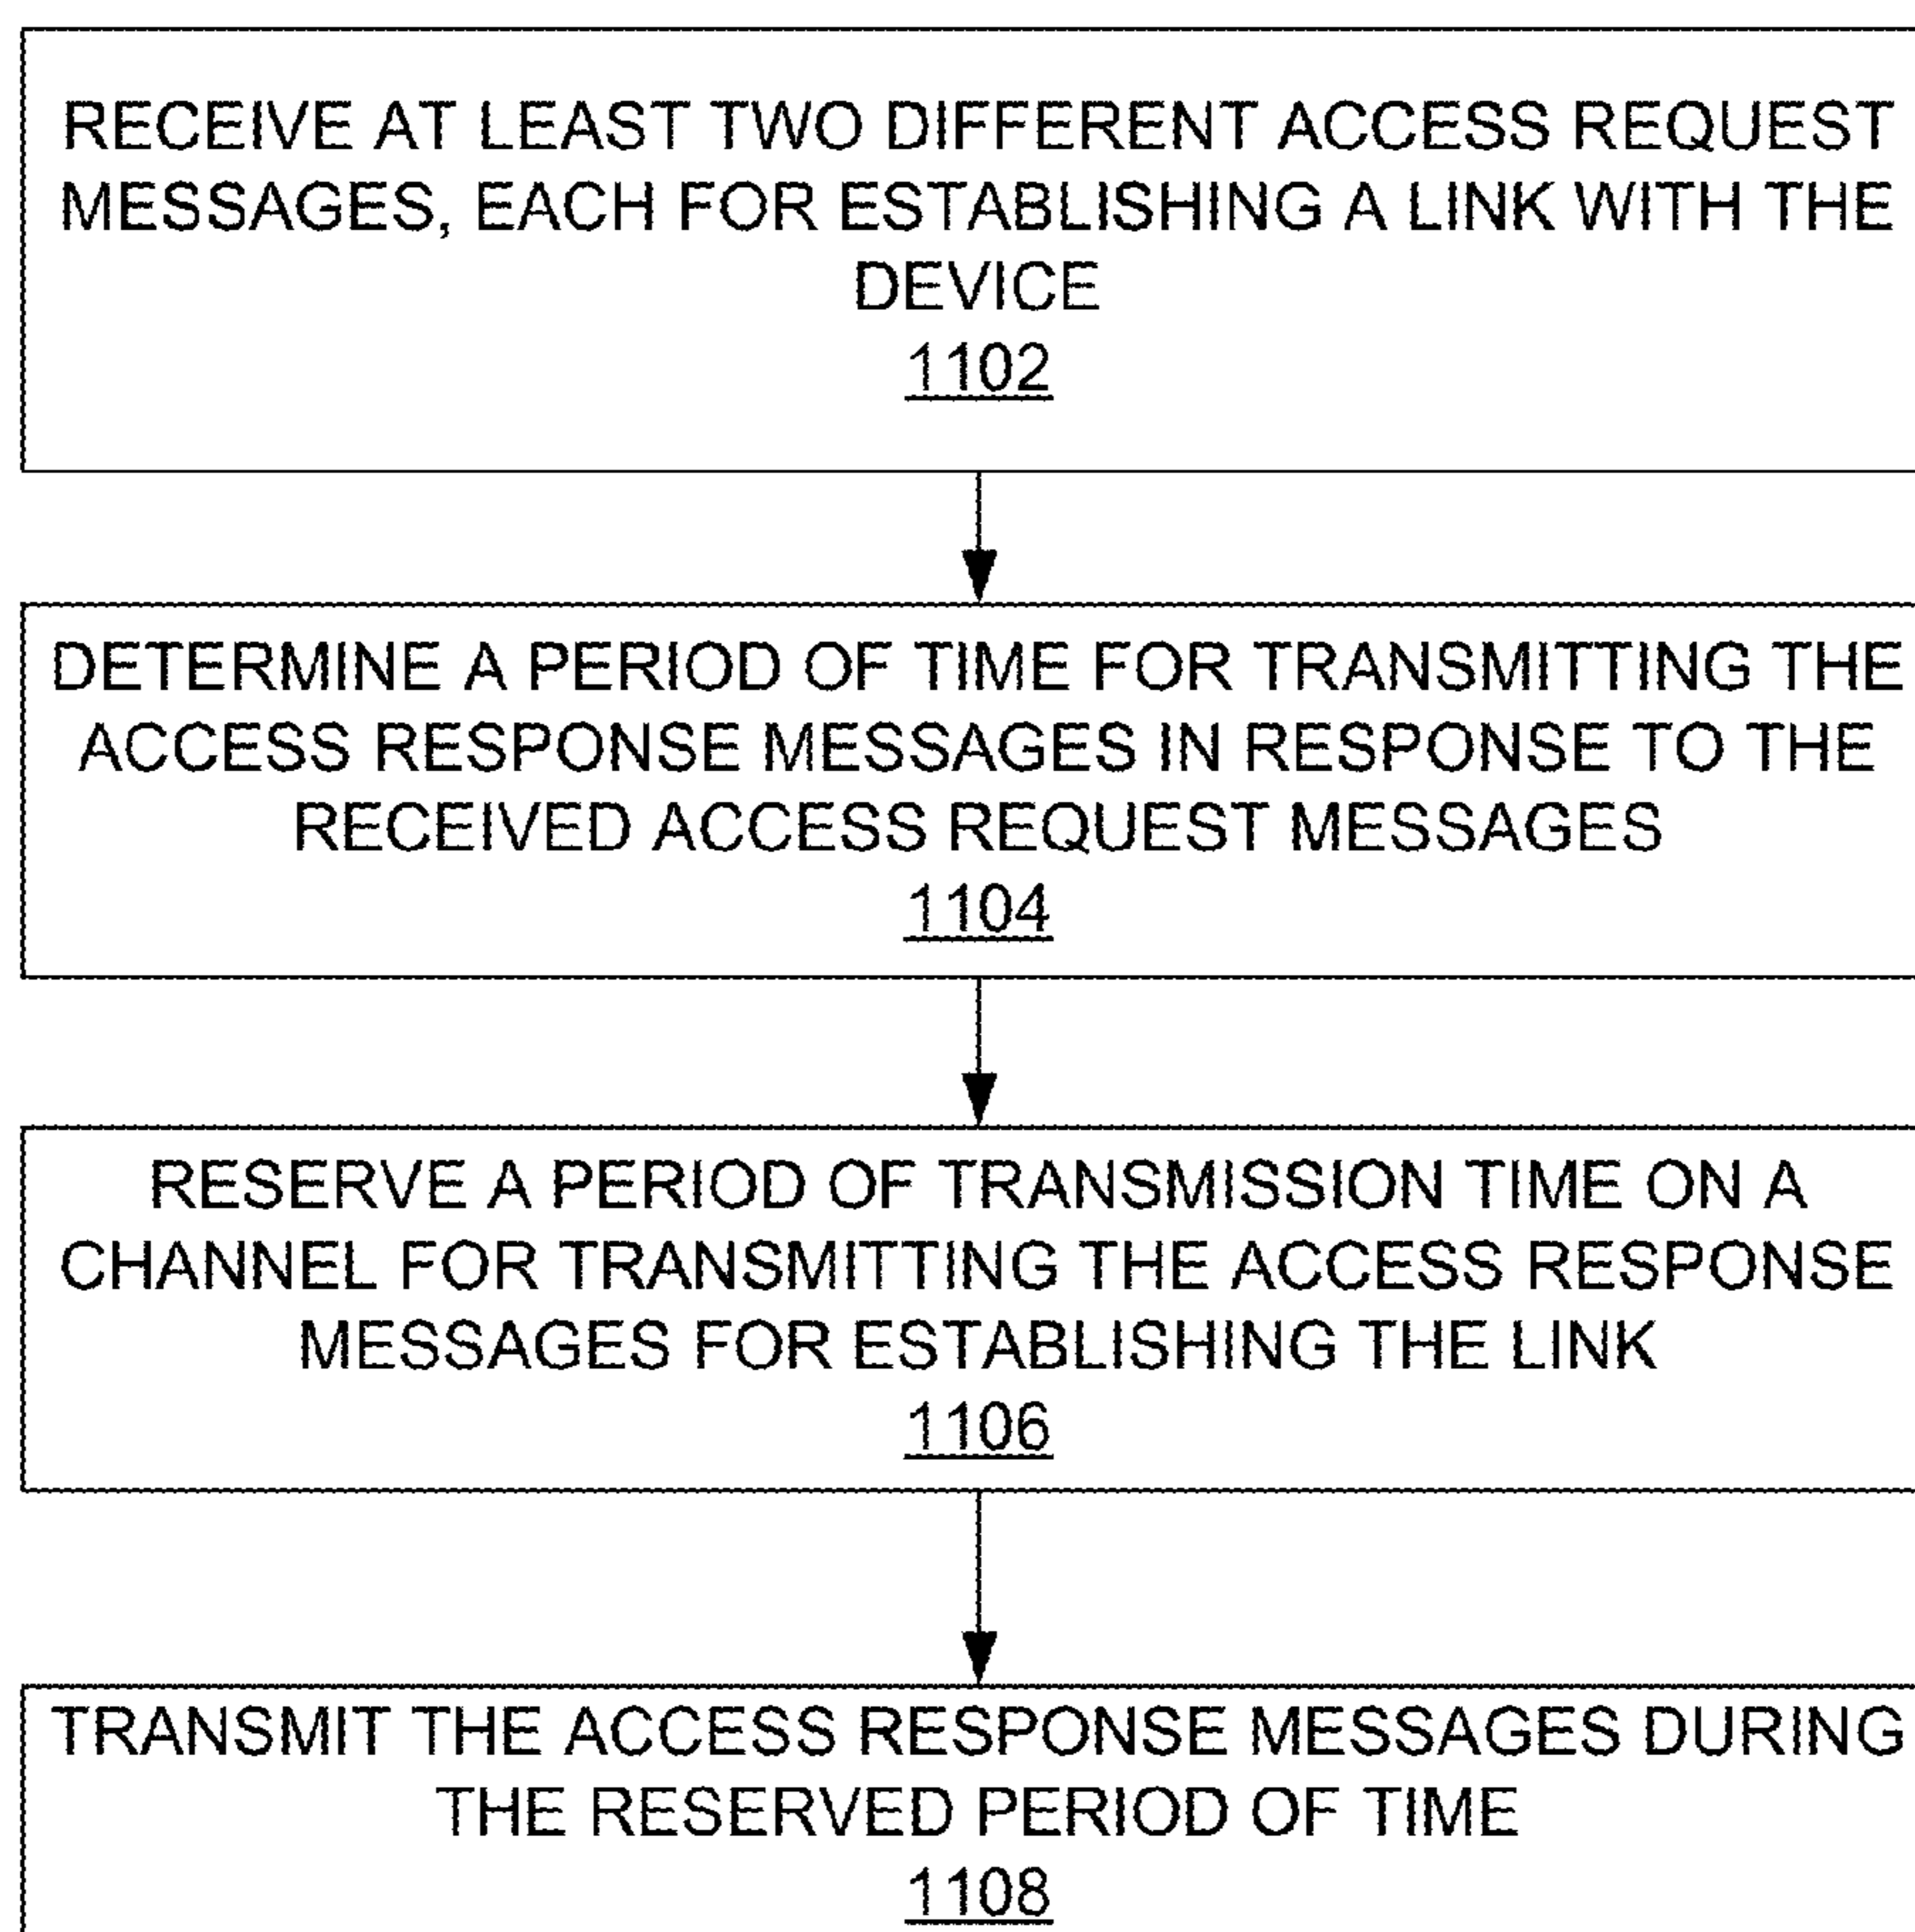 RECEIVE AT LEAST TWO DIFFERENT ACCESS REQUEST
MESSAGES, EACH FOR ESTABLISHING A LINK WITH THE
DEVICE
1102
DETERMINE A PERIOD OF TIME FOR TRANSMITTING THE
ACCESS RESPONSE MESSAGES IN RESPONSE TO THE
RECEIVED ACCESS REQUEST MESSAGES
1104
RESERVE A PERIOD OF TRANSMISSION TIME ON A
CHANNEL FOR TRANSMITTING THE ACCESS RESPONSE
MESSAGES FOR ESTABLISHING THE LINK
1106
TRANSMIT THE ACCESS RESPONSE MESSAGES DURING
THE RESERVED PERIOD OF TIME
1108